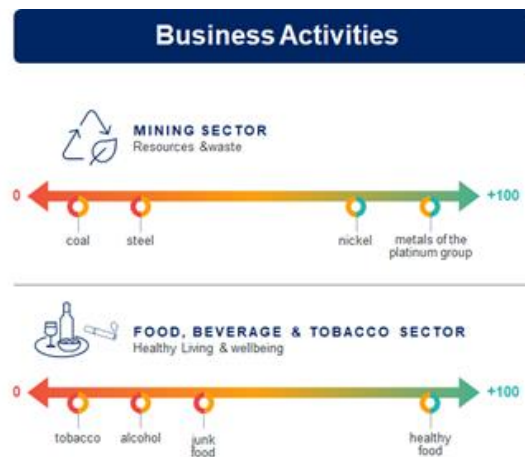 Business Activities
MINING SECTOR
Resources &waste
0
+100
coal
steel
nickel
metals of the
platinum group
FOOD, BEVERAGE & TOBACCO SECTOR
Healthy Living & wellbeing
0
+100
tobacco
alcohol
junk
food
healthy
food